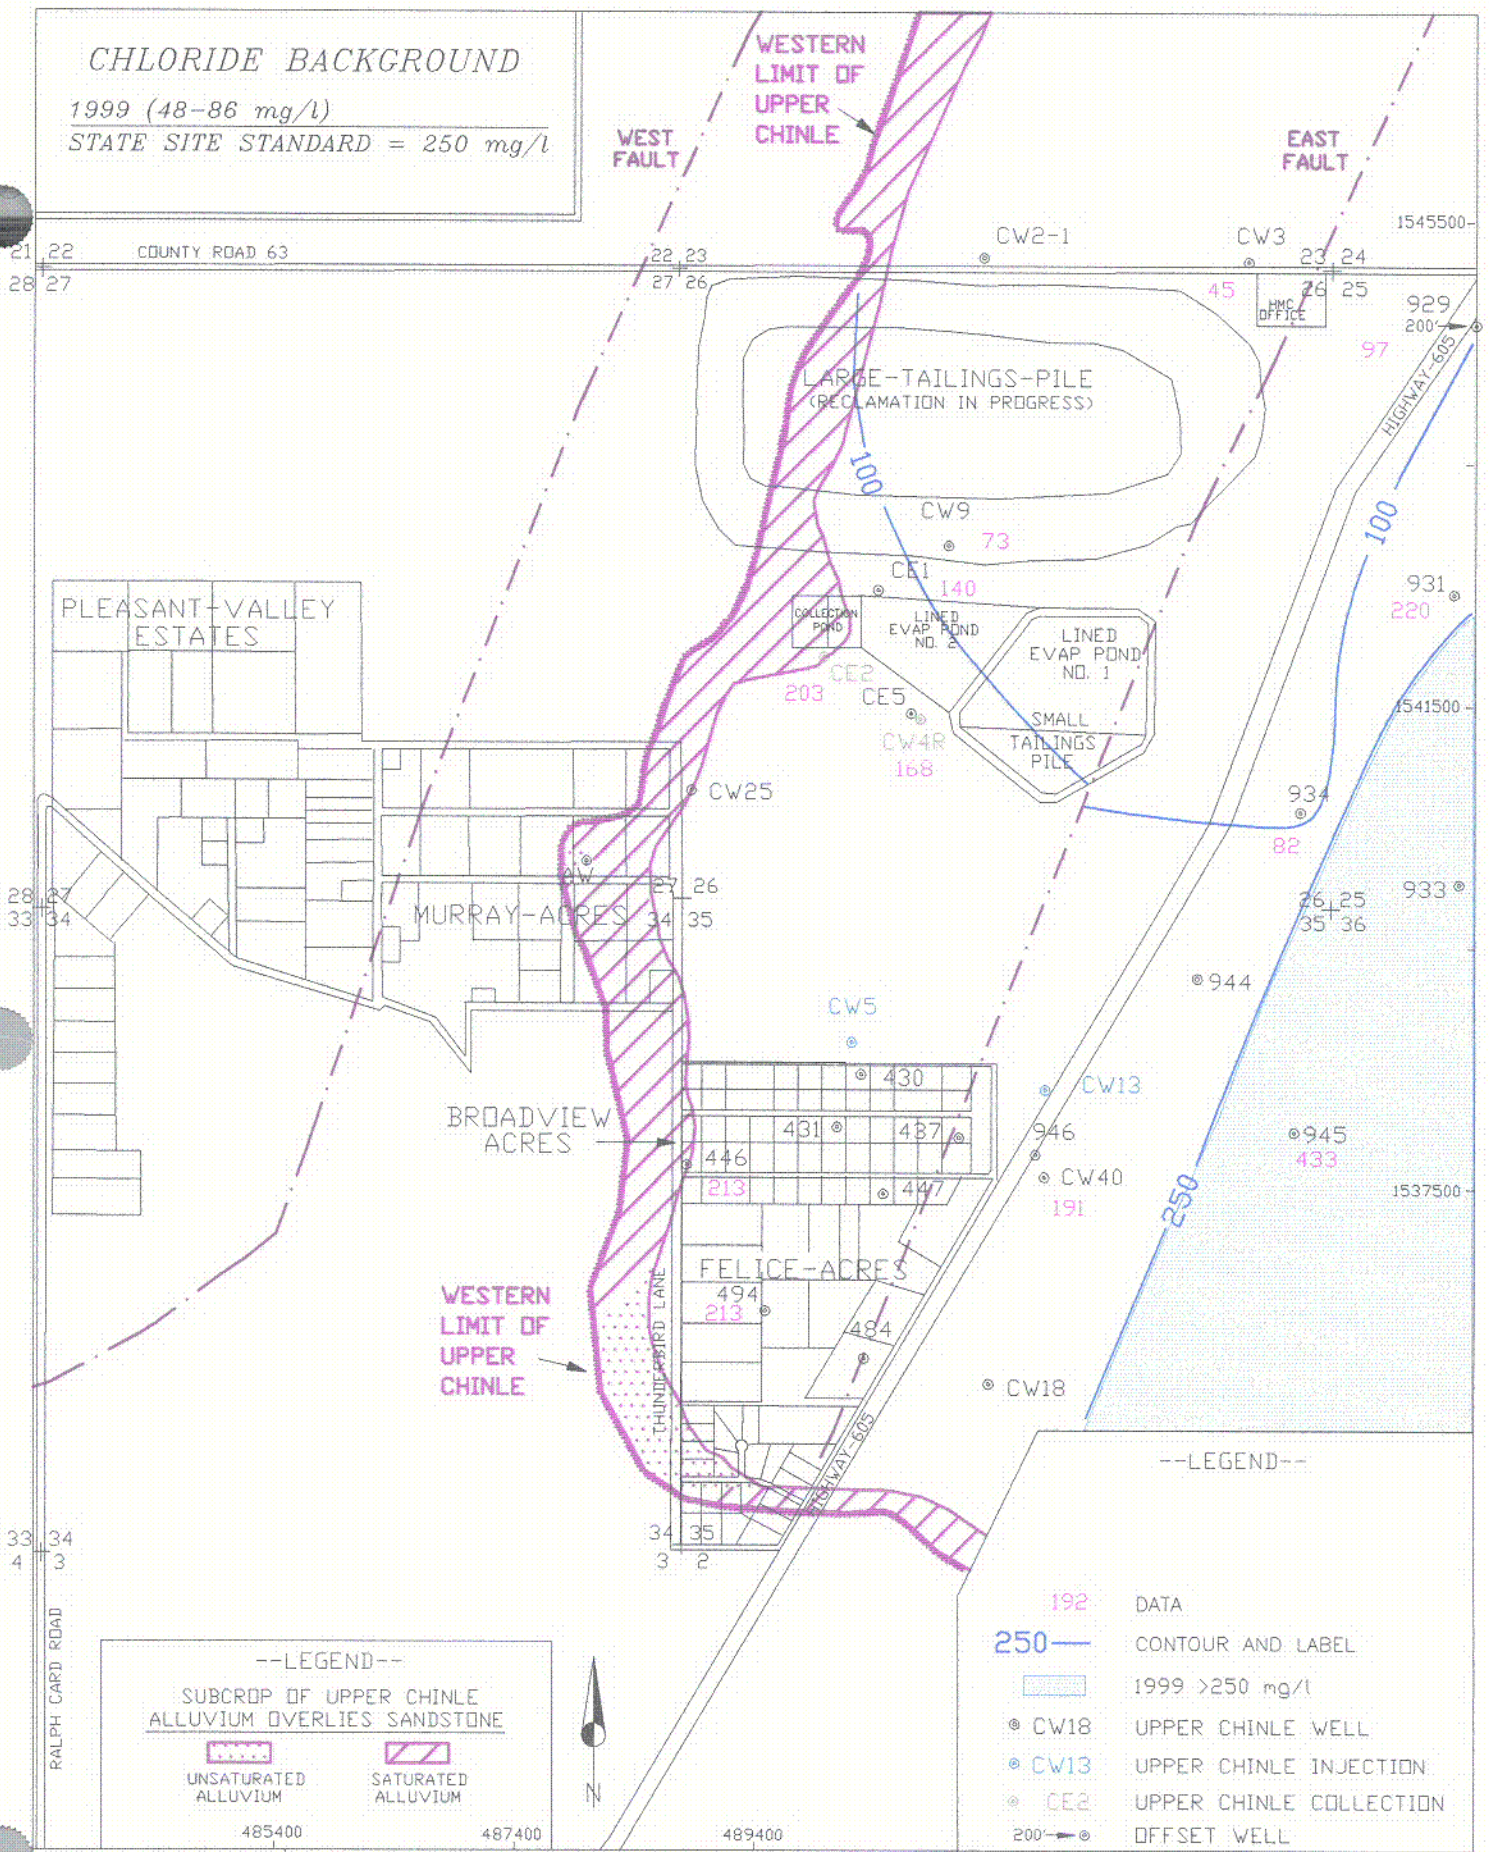 CHLORIDE BACKGROUND
1999 (48-86 mg/l)
STATE SITE STANDARD = 250 mg/l
WESTERN
LIMIT OF
UPPER
CHINLE
WEST
FAULT
EAST
FAULT
1545500
CW2-1
CW3
21 22
COUNTY ROAD 63
22 23
23 24
28 27
27 26
26 25
45
HMC
OFFICE
929
200'
97
HIGHWAY-605
LARGE-TAILINGS-PILE
(RECLAMATION IN PROGRESS)
100
100
CW9
73
CE1
140
931
220
PLEASANT-VALLEY
ESTATES
COLLECTION
POND
LINED
EVAP POND
NO. 2
LINED
EVAP POND
NO. 1
CE2
203
CE5
1541500
SMALL
TAILINGS
PILE
CW4R
168
CW25
934
82
AW
28 27
27 26
26 25
933
33 34
MURRAY-ACRES
34 35
35 36
944
CW5
430
CW13
BROADVIEW
ACRES
431
437
946
945
433
446
213
447
CW40
191
1537500
250
FELICE-ACRES
WESTERN
LIMIT OF
UPPER
CHINLE
THUNDERBIRD LANE
494
213
484
CW18
HIGHWAY-605
33 34
4 3
34 35
3 2
RALPH CARD ROAD
--LEGEND--
SUBCROP OF UPPER CHINLE
ALLUVIUM OVERLIES SANDSTONE
UNSATURATED
ALLUVIUM
SATURATED
ALLUVIUM
N
485400
487400
489400
--LEGEND--
192 DATA
250 CONTOUR AND LABEL
1999 >250 mg/l
CW18 UPPER CHINLE WELL
CW13 UPPER CHINLE INJECTION
CE2 UPPER CHINLE COLLECTION
200' OFFSET WELL